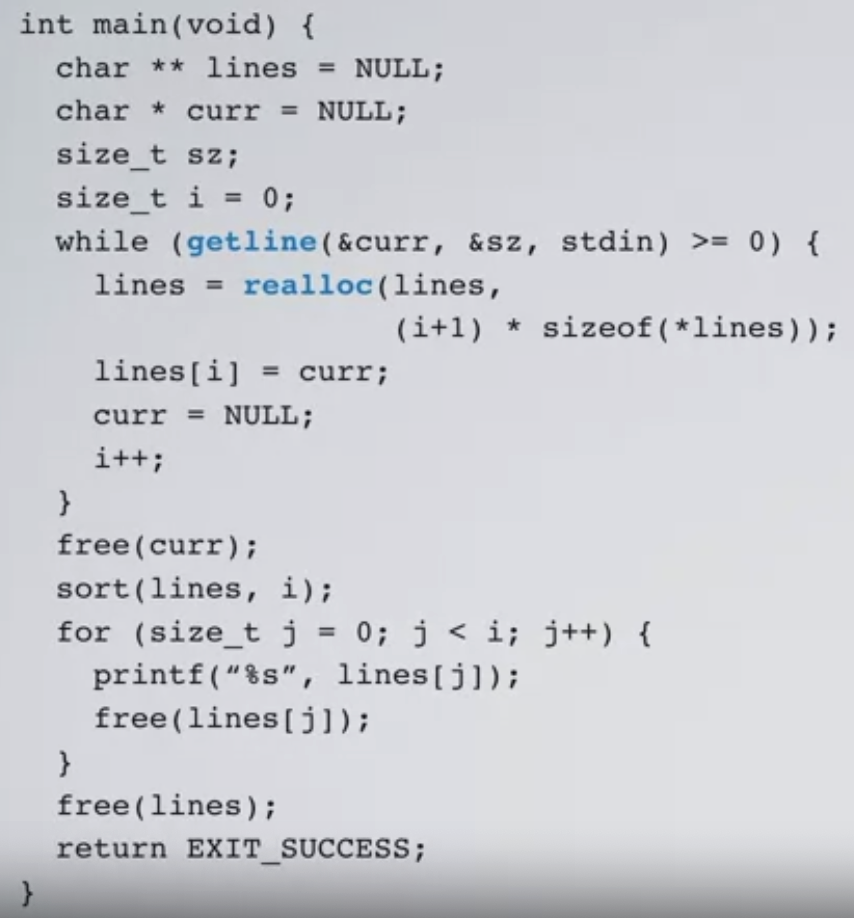 int main(void) {
  char ** lines = NULL;
  char * curr = NULL;
  size_t sz;
  size_t i = 0;
  while (getline(&curr, &sz, stdin) >= 0) {
    lines = realloc(lines,
                    (i+1) * sizeof(*lines));
    lines[i] = curr;
    curr = NULL;
    i++;
  }
  free(curr);
  sort(lines, i);
  for (size_t j = 0; j < i; j++) {
    printf(“%s”, lines[j]);
    free(lines[j]);
  }
  free(lines);
  return EXIT_SUCCESS;
}